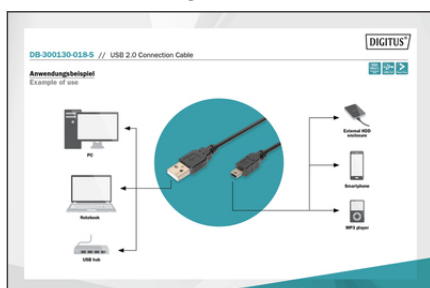 DIGITUS®
DB-300130-018-S // USB 2.0 Connection Cable
Anwendungsbeispiel
Example of use
PC
Notebook
USB hub
External HDD
enclosure
Smartphone
MP3 player